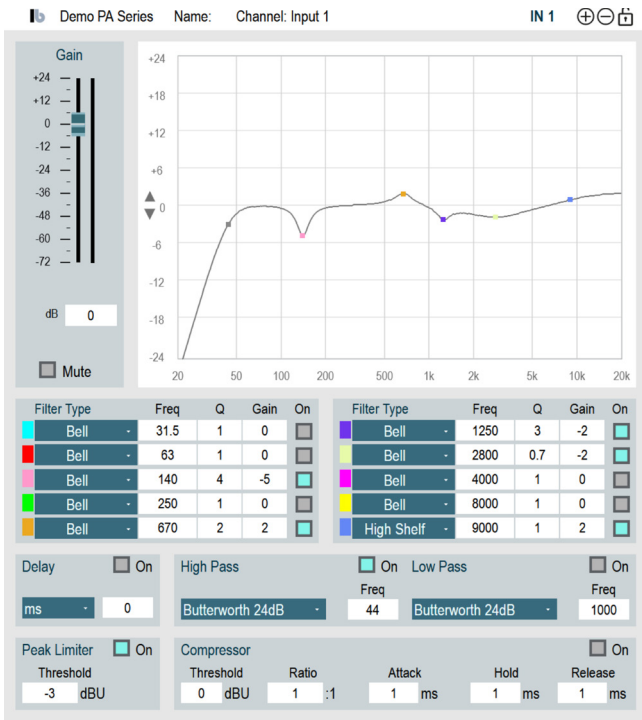 lb Demo PA Series Name: Channel: Input 1 IN 1
Gain
+24
+12
0
-12
-24
-36
-48
-60
-72
dB 0
Mute
+24
+18
+12
+6
0
-6
-12
-18
-24
20 50 100 200 500 1k 2k 5k 10k 20k
Filter Type Freq Q Gain On
Bell 31.5 1 0
Bell 63 1 0
Bell 140 4 -5
Bell 250 1 0
Bell 670 2 2
Filter Type Freq Q Gain On
Bell 1250 3 -2
Bell 2800 0.7 -2
Bell 4000 1 0
Bell 8000 1 0
High Shelf 9000 1 2
Delay On
ms 0
High Pass On
Freq
Butterworth 24dB 44
Low Pass On
Freq
Butterworth 24dB 1000
Peak Limiter On
Threshold
-3 dBU
Compressor On
Threshold Ratio Attack Hold Release
0 dBU 1 :1 1 ms 1 ms 1 ms